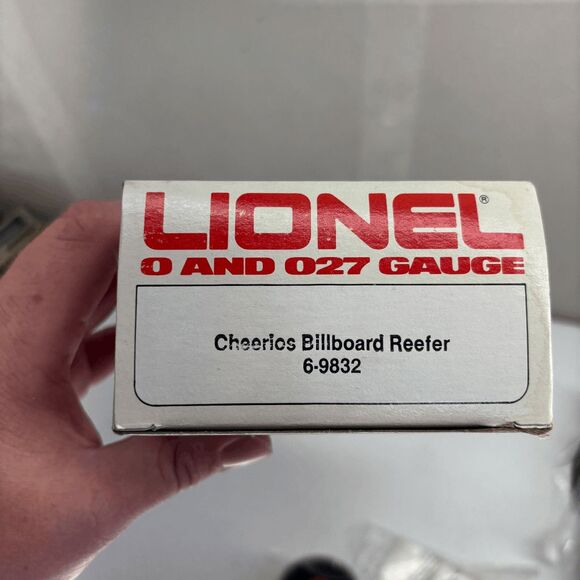 LIONEL®
O AND O27 GAUGE
Cheerios Billboard Reefer
6-9832